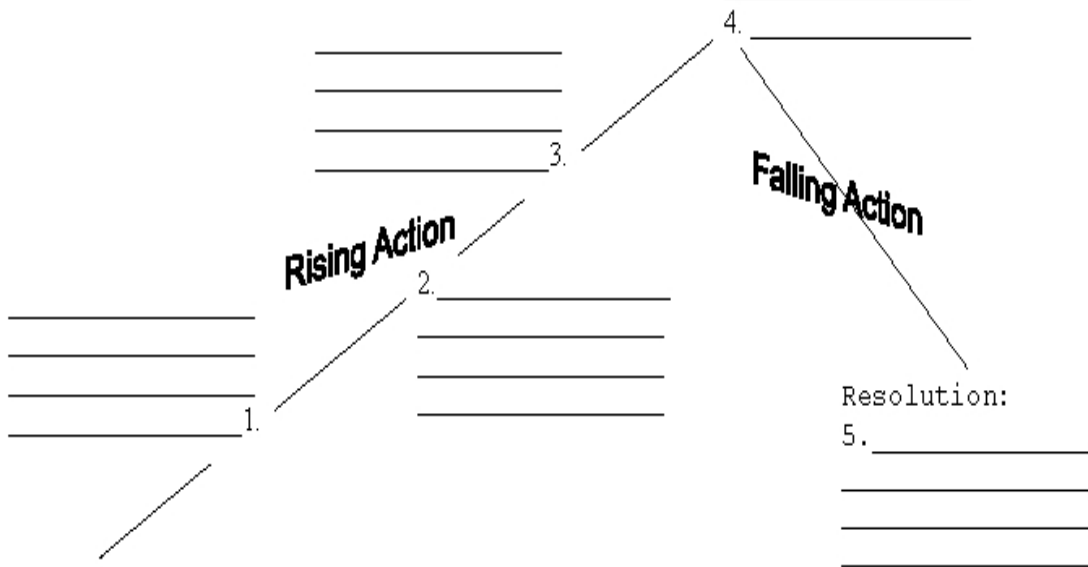 4.
3.
Falling Action
Rising Action
2.
1.
Resolution:
5.